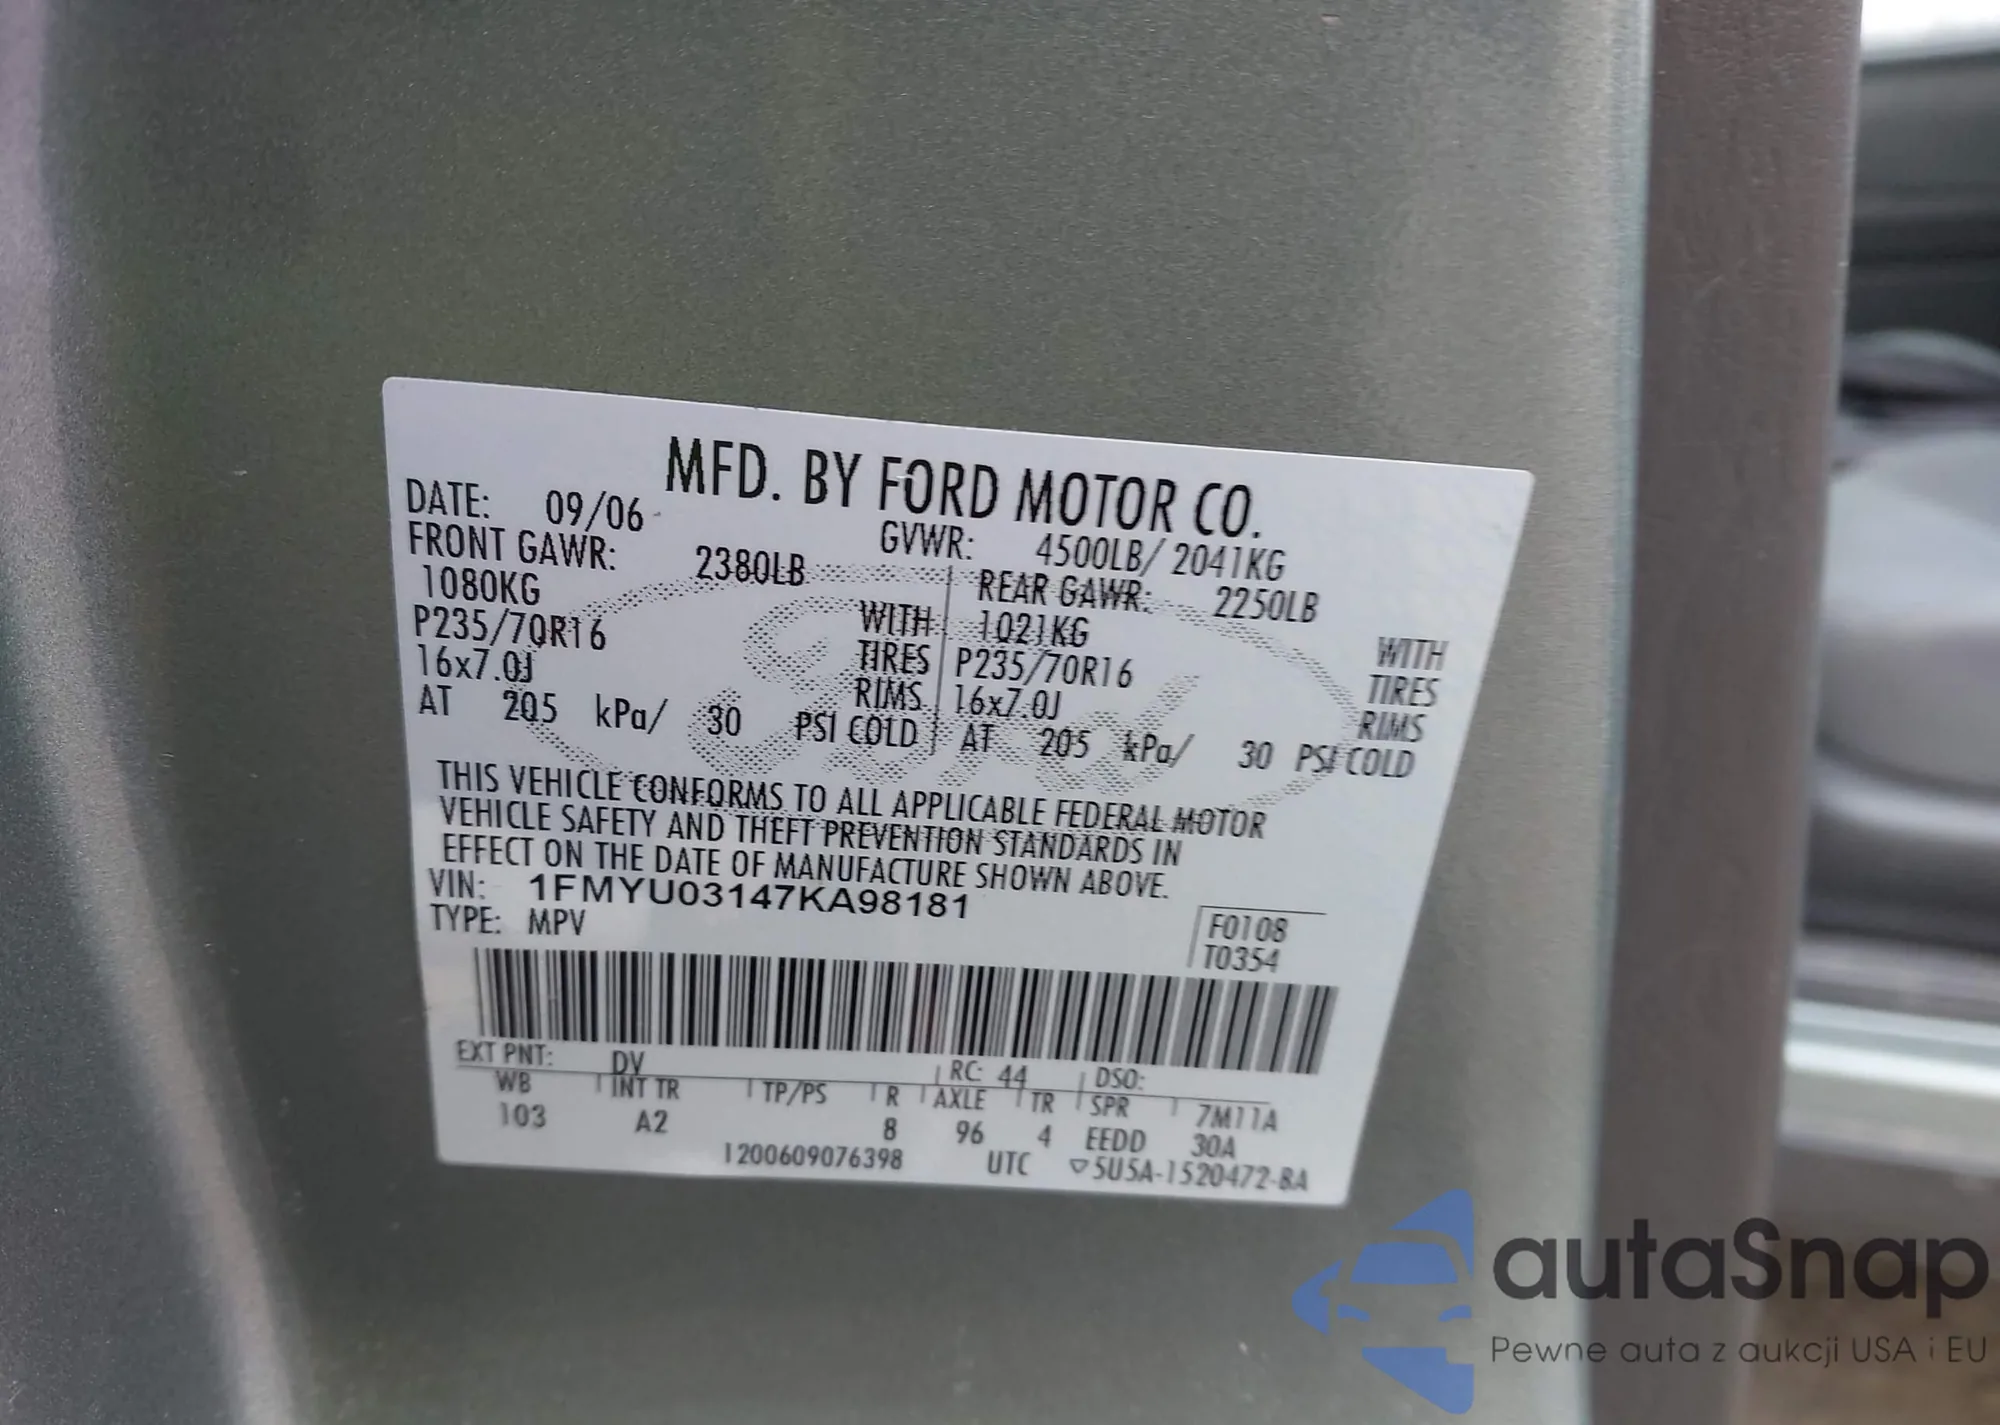 MFD. BY FORD MOTOR CO.
DATE: 09/06 GVWR: 4500LB/ 2041KG
FRONT GAWR: 2380LB REAR GAWR: 2250LB
1080KG WITH 1021KG WITH
P235/70R16 TIRES P235/70R16 TIRES
16x7.0J RIMS 16x7.0J RIMS
AT 205 kPa/ 30 PSI COLD AT 205 kPa/ 30 PSI COLD
THIS VEHICLE CONFORMS TO ALL APPLICABLE FEDERAL MOTOR
VEHICLE SAFETY AND THEFT PREVENTION STANDARDS IN
EFFECT ON THE DATE OF MANUFACTURE SHOWN ABOVE.
VIN: 1FMYU03147KA98181
TYPE: MPV
F0108
T0354
EXT PNT: DV RC: 44 DSO:
WB INT TR TP/PS R AXLE TR SPR 7M11A
103 A2 8 96 4 EEDD 30A
1200609076398 UTC ▽5U5A-1520472-BA
Ford
autaSnap
Pewne auta z aukcji USA i EU